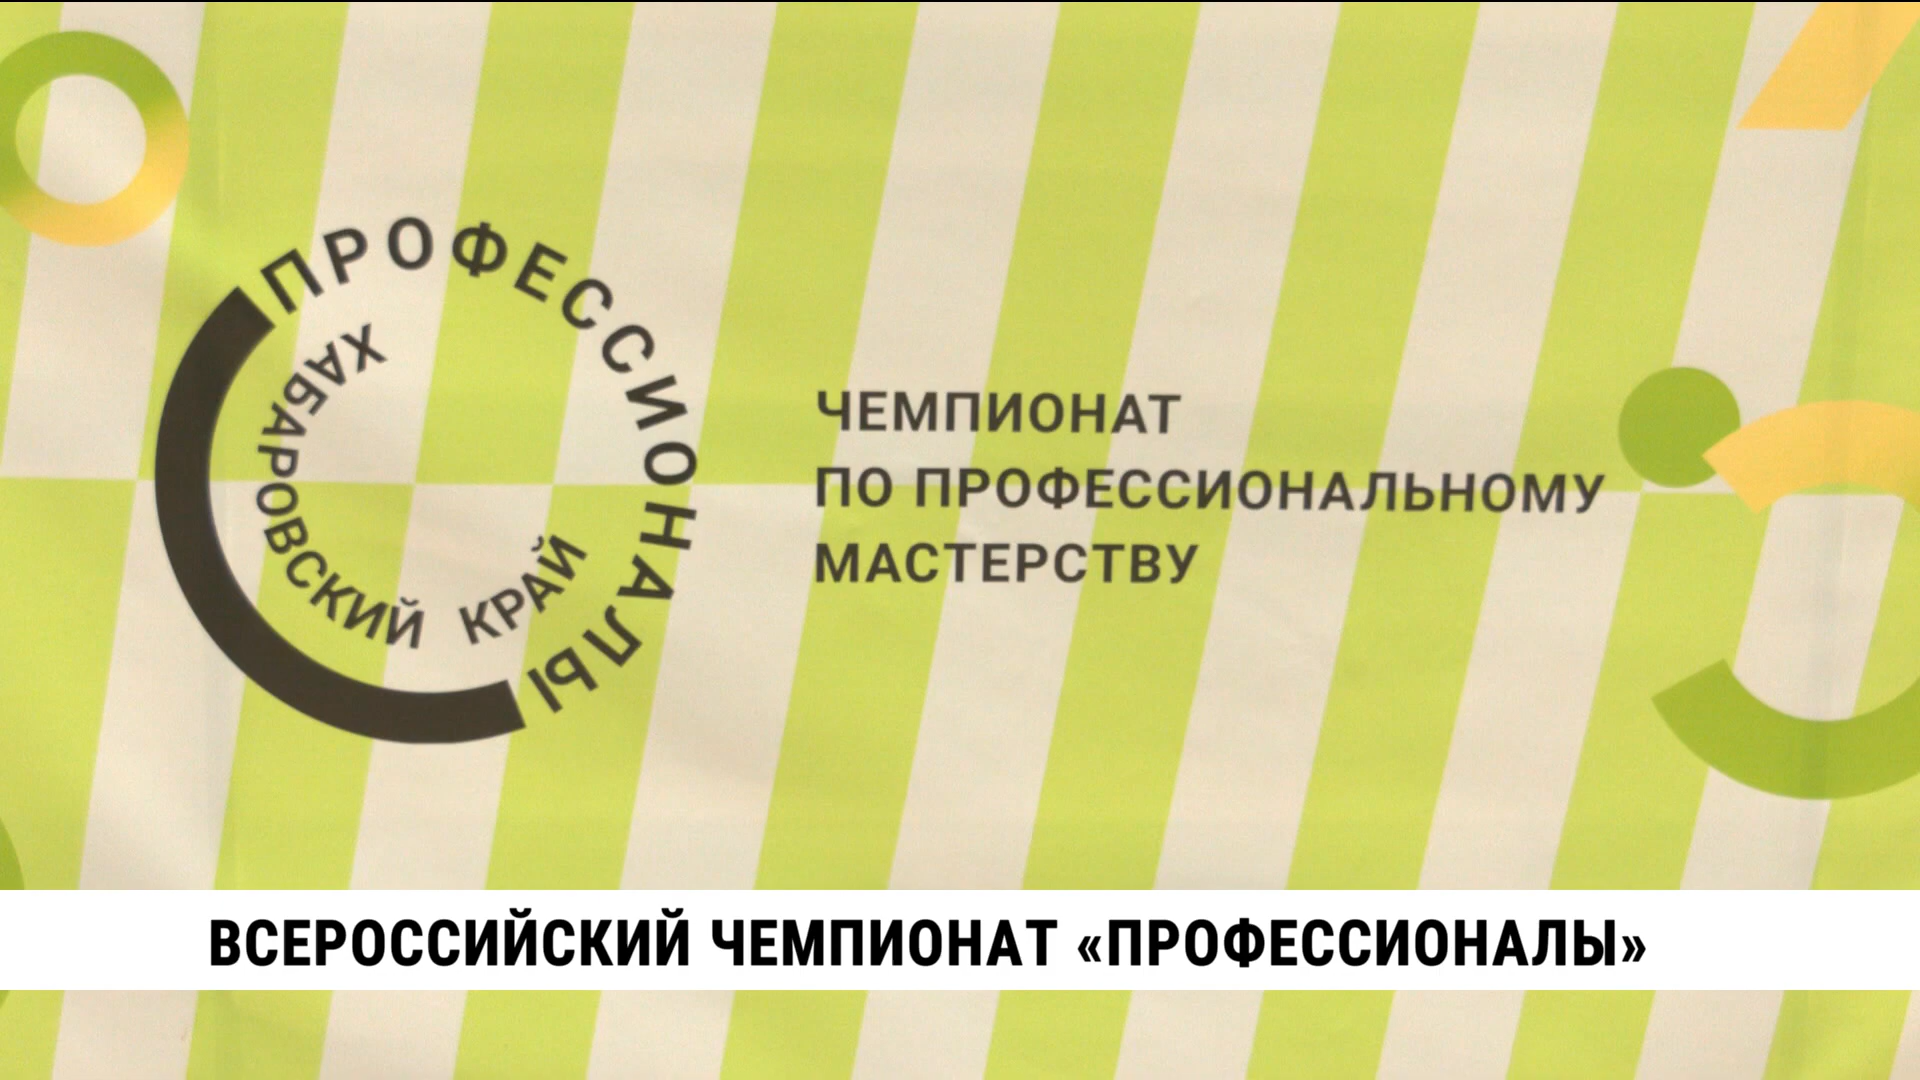 ПРОФЕССИОНАЛЫ
ХАБАРОВСКИЙ КРАЙ
ЧЕМПИОНАТ
ПО ПРОФЕССИОНАЛЬНОМУ
МАСТЕРСТВУ
ВСЕРОССИЙСКИЙ ЧЕМПИОНАТ «ПРОФЕССИОНАЛЫ»